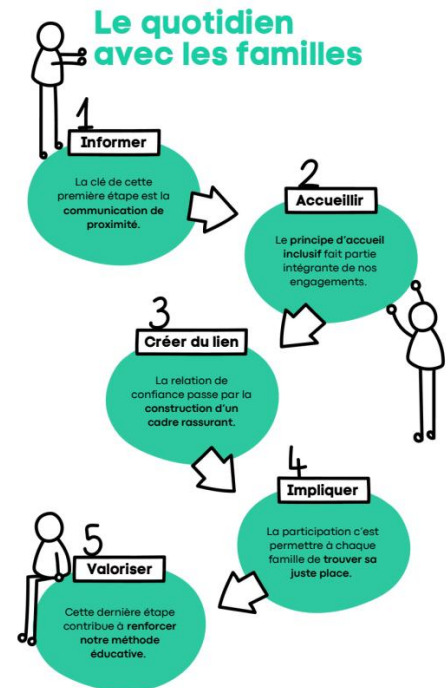 Le quotidien
avec les familles
1
Informer
La clé de cette
première étape est la
communication de
proximité.
2
Accueillir
Le principe d'accueil
inclusif fait partie
intégrante de nos
engagements.
3
Créer du lien
La relation de
confiance passe par la
construction d'un
cadre rassurant.
4
Impliquer
La participation c'est
permettre à chaque
famille de trouver sa
juste place.
5
Valoriser
Cette dernière étape
contribue à renforcer
notre méthode
éducative.